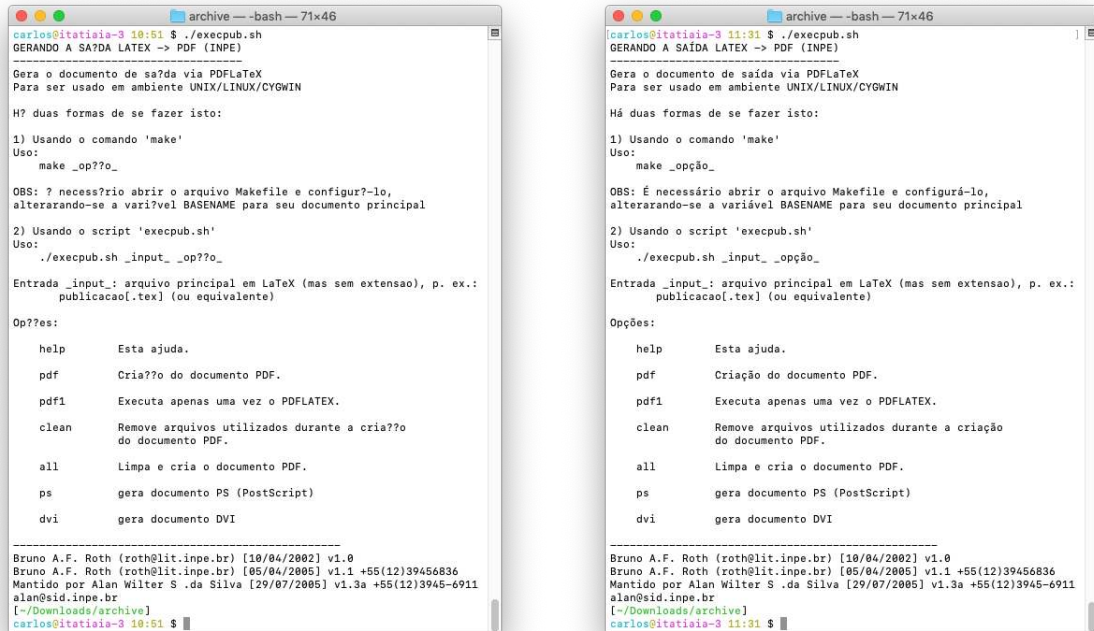 archive — -bash — 71×46
carlos@itatiaia-3 10:51 $ ./execpub.sh
GERANDO A SA?DA LATEX -> PDF (INPE)
-----------------------------------
Gera o documento de sa?da via PDFLaTeX
Para ser usado em ambiente UNIX/LINUX/CYGWIN
H? duas formas de se fazer isto:
1) Usando o comando 'make'
Uso:
make _op??o_
OBS: ? necess?rio abrir o arquivo Makefile e configur?-lo,
alterarando-se a vari?vel BASENAME para seu documento principal
2) Usando o script 'execpub.sh'
Uso:
./execpub.sh _input_ _op??o_
Entrada _input_: arquivo principal em LaTeX (mas sem extensao), p. ex.:
publicacao[.tex] (ou equivalente)
Op??es:
help Esta ajuda.
pdf Cria??o do documento PDF.
pdf1 Executa apenas uma vez o PDFLATEX.
clean Remove arquivos utilizados durante a cria??o
do documento PDF.
all Limpa e cria o documento PDF.
ps gera documento PS (PostScript)
dvi gera documento DVI
--------------------------------------------------
Bruno A.F. Roth (roth@lit.inpe.br) [10/04/2002] v1.0
Bruno A.F. Roth (roth@lit.inpe.br) [05/04/2005] v1.1 +55(12)39456836
Mantido por Alan Wilter S .da Silva [29/07/2005] v1.3a +55(12)3945-6911
alan@sid.inpe.br
[~/Downloads/archive]
carlos@itatiaia-3 10:51 $
archive — -bash — 71×46
[carlos@itatiaia-3 11:31 $ ./execpub.sh ]
GERANDO A SAÍDA LATEX -> PDF (INPE)
-----------------------------------
Gera o documento de saída via PDFLaTeX
Para ser usado em ambiente UNIX/LINUX/CYGWIN
Há duas formas de se fazer isto:
1) Usando o comando 'make'
Uso:
make _opção_
OBS: É necessário abrir o arquivo Makefile e configurá-lo,
alterarando-se a variável BASENAME para seu documento principal
2) Usando o script 'execpub.sh'
Uso:
./execpub.sh _input_ _opção_
Entrada _input_: arquivo principal em LaTeX (mas sem extensao), p. ex.:
publicacao[.tex] (ou equivalente)
Opções:
help Esta ajuda.
pdf Criação do documento PDF.
pdf1 Executa apenas uma vez o PDFLATEX.
clean Remove arquivos utilizados durante a criação
do documento PDF.
all Limpa e cria o documento PDF.
ps gera documento PS (PostScript)
dvi gera documento DVI
--------------------------------------------------
Bruno A.F. Roth (roth@lit.inpe.br) [10/04/2002] v1.0
Bruno A.F. Roth (roth@lit.inpe.br) [05/04/2005] v1.1 +55(12)39456836
Mantido por Alan Wilter S .da Silva [29/07/2005] v1.3a +55(12)3945-6911
alan@sid.inpe.br
[~/Downloads/archive]
carlos@itatiaia-3 11:31 $